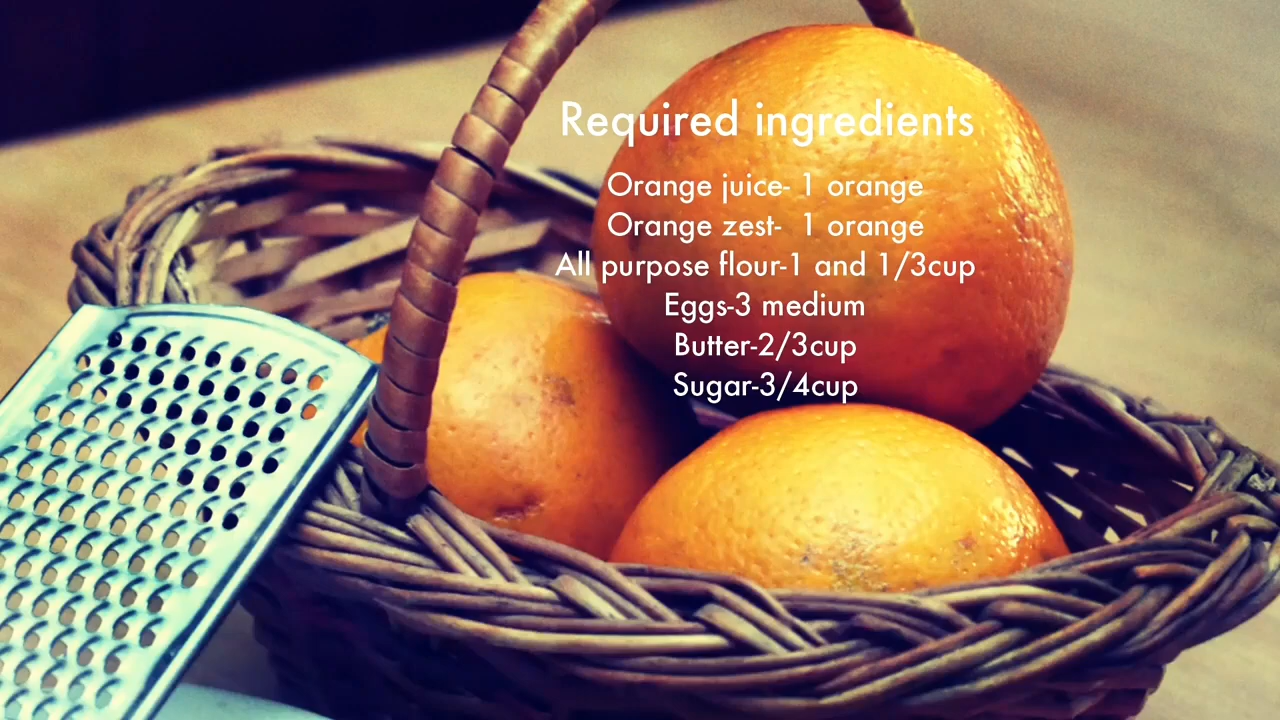 Required ingredients
Orange juice- 1 orange
Orange zest-  1 orange
All purpose flour-1 and 1/3cup
Eggs-3 medium
Butter-2/3cup
Sugar-3/4cup